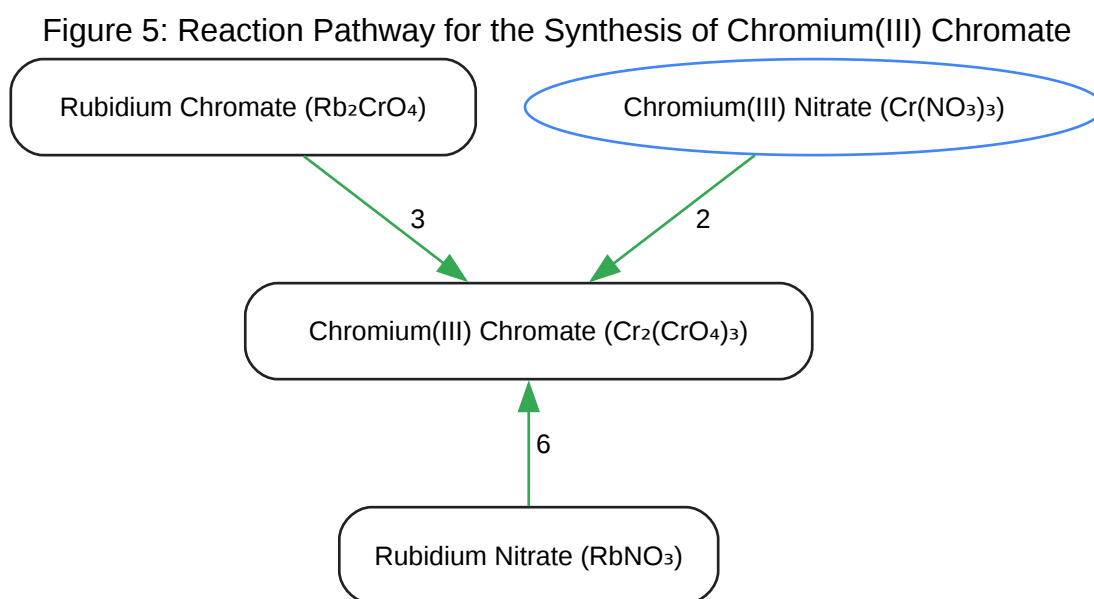 Figure 5: Reaction Pathway for the Synthesis of Chromium(III) Chromate
Rubidium Chromate (Rb₂CrO₄)
Chromium(III) Nitrate (Cr(NO₃)₃)
3
2
Chromium(III) Chromate (Cr₂(CrO₄)₃)
6
Rubidium Nitrate (RbNO₃)